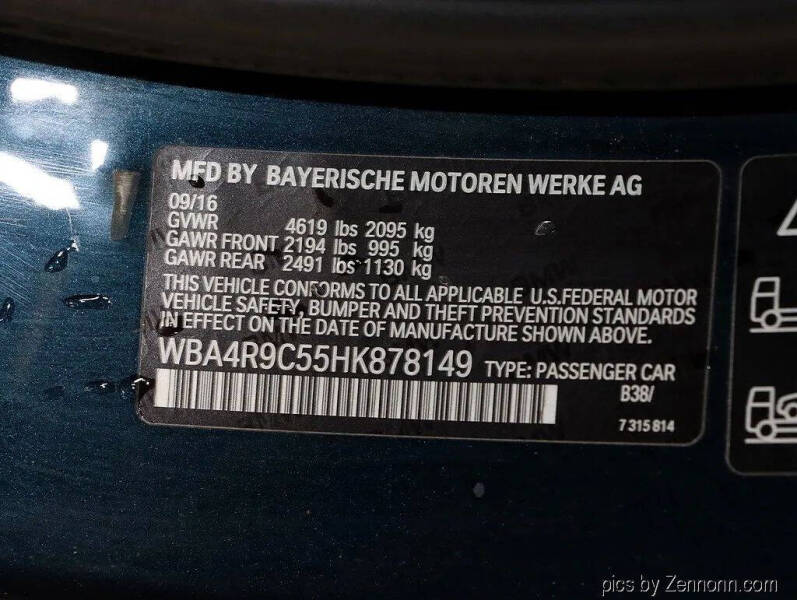 MFD BY BAYERISCHE MOTOREN WERKE AG
09/16
GVWR 4619 lbs 2095 kg
GAWR FRONT 2194 lbs 995 kg
GAWR REAR 2491 lbs 1130 kg
THIS VEHICLE CONFORMS TO ALL APPLICABLE U.S.FEDERAL MOTOR
VEHICLE SAFETY, BUMPER AND THEFT PREVENTION STANDARDS
IN EFFECT ON THE DATE OF MANUFACTURE SHOWN ABOVE.
WBA4R9C55HK878149 TYPE: PASSENGER CAR
B38/
7 315 814
pics by Zennonn.com